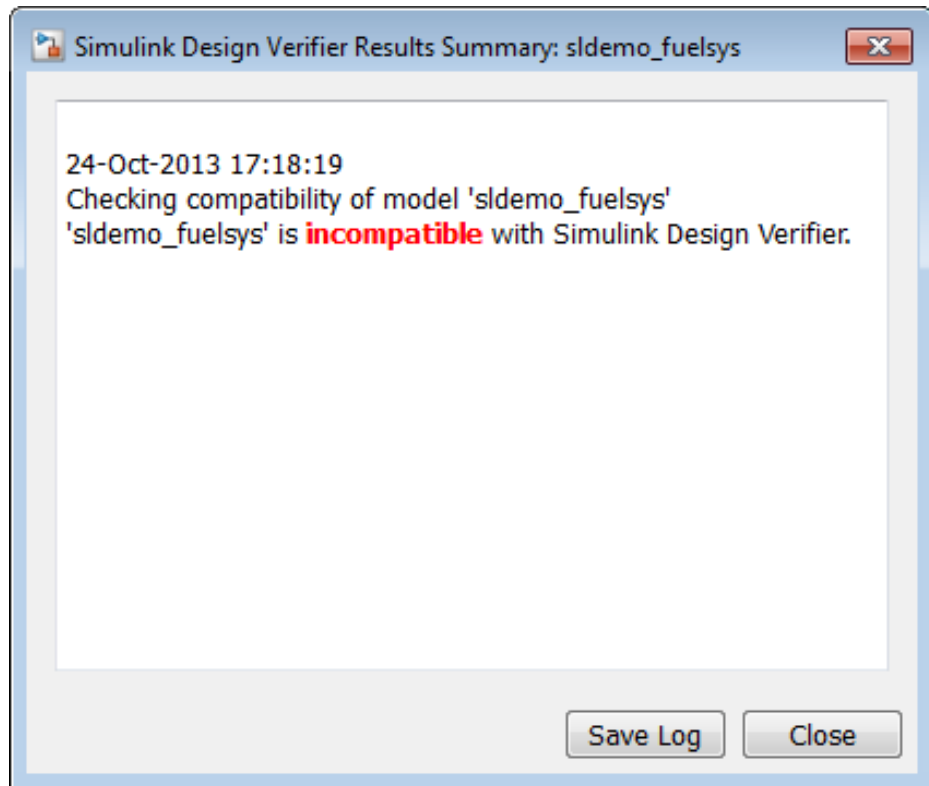 Simulink Design Verifier Results Summary: sldemo_fuelsys
24-Oct-2013 17:18:19
Checking compatibility of model 'sldemo_fuelsys'
'sldemo_fuelsys' is incompatible with Simulink Design Verifier.
Save Log
Close